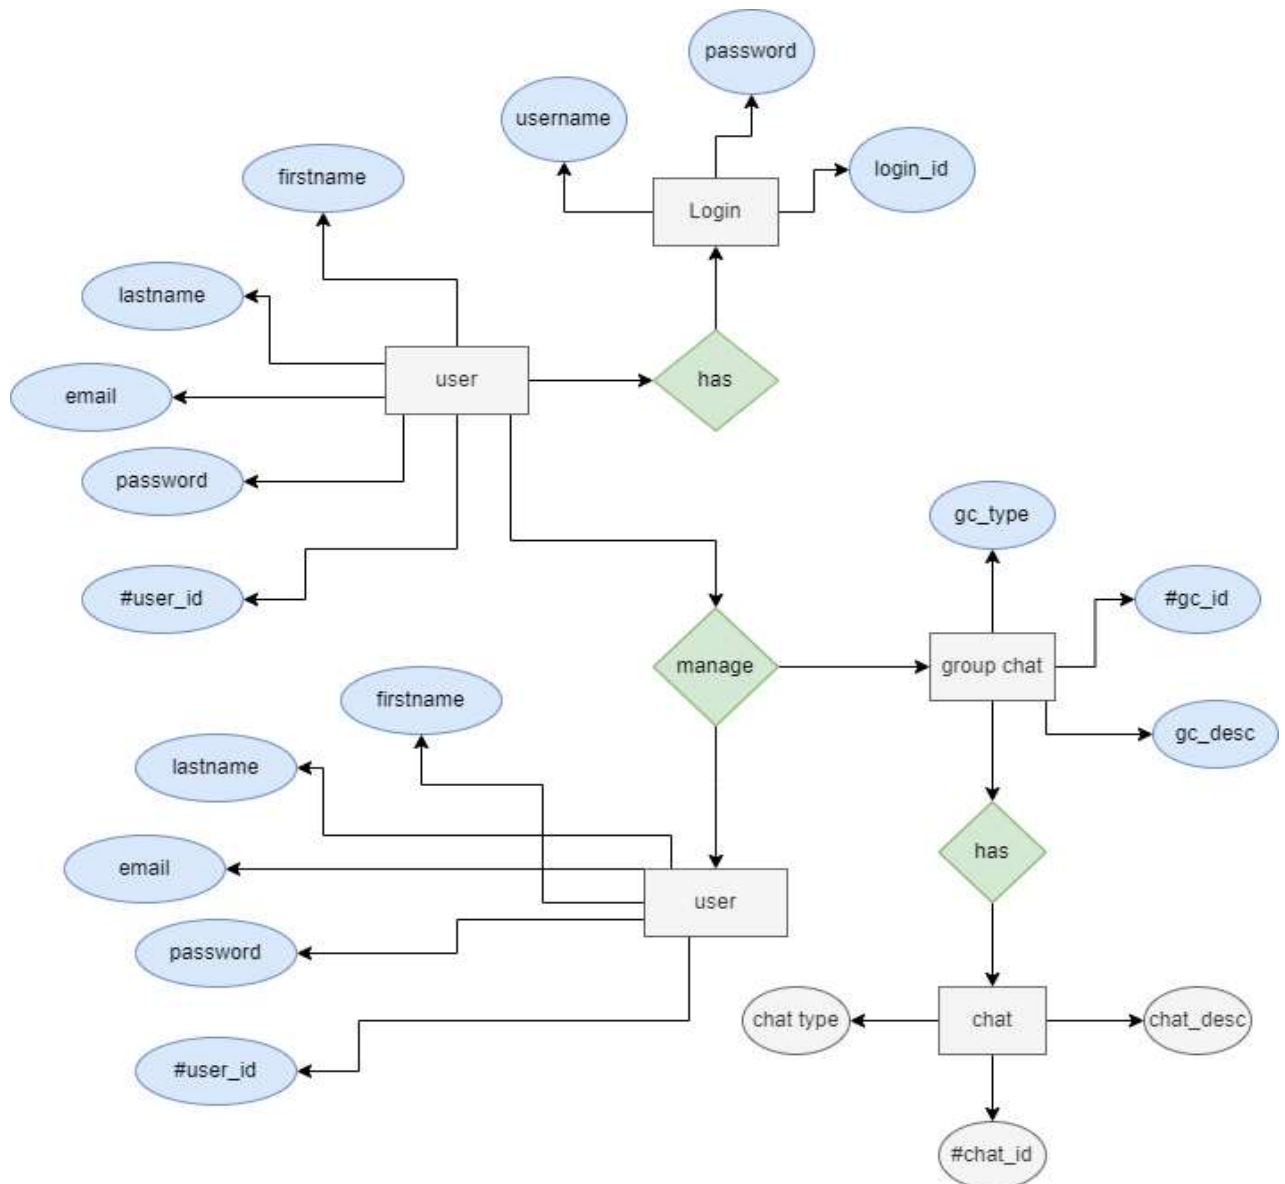 password
username
login_id
firstname
Login
lastname
user
has
email
password
gc_type
#user_id
#gc_id
manage
group chat
firstname
gc_desc
lastname
has
email
user
password
chat type
chat
chat_desc
#user_id
#chat_id